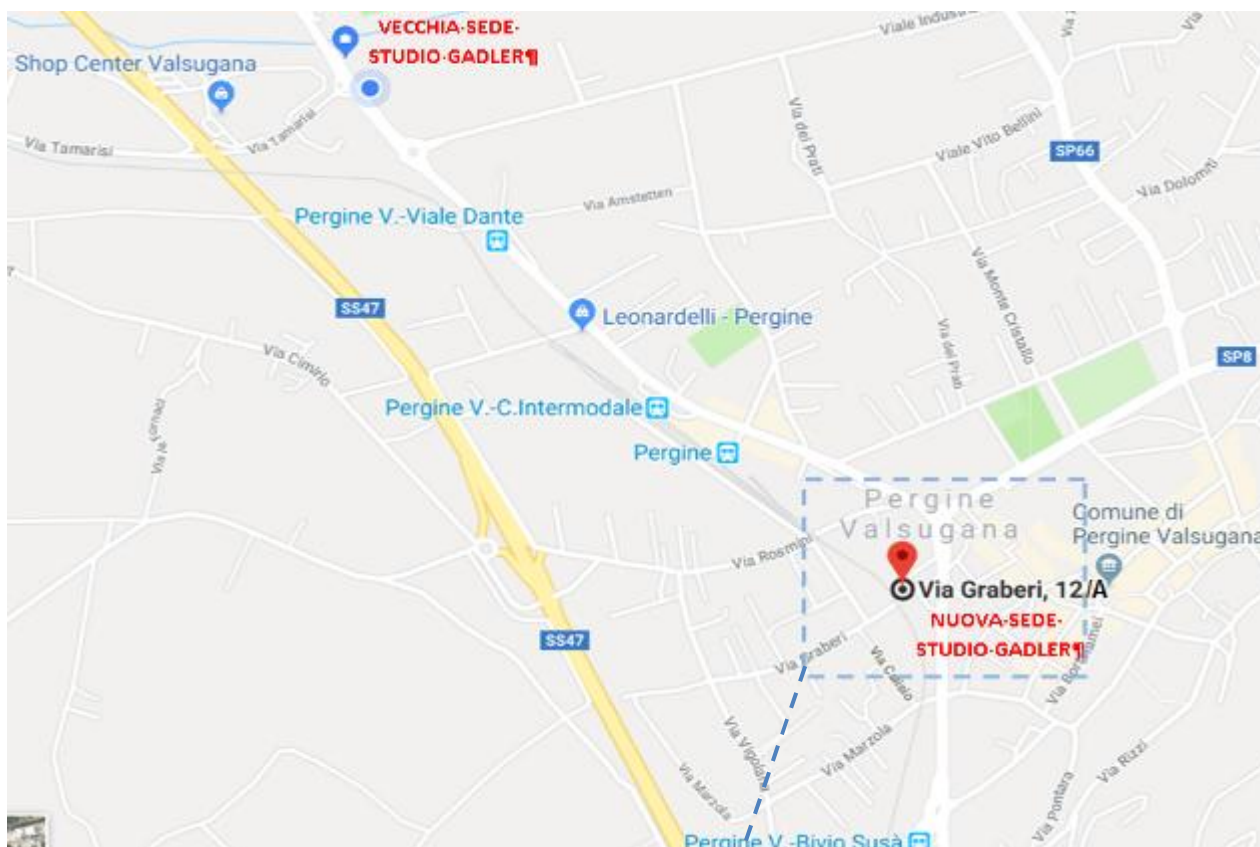 VECCHIA·SEDE·
STUDIO·GADLER¶
Viale Indust
Shop Center Valsugana
Via Tamarisi
Via Tamarisi
Via dei Prati
Viale Vito Bellini
SP66
Via Dolomiti
Via Amstetten
Pergine V.-Viale Dante
Via Monte Cristallo
SS47
Leonardelli - Pergine
Via Cimirlo
Via dei Prati
SP8
Pergine V.-C.Intermodale
Via le Fornaci
Pergine
Pergine
Valsugana
Comune di
Pergine Valsugana
Via Rosmini
Via Graberi, 12/A
NUOVA·SEDE·
STUDIO·GADLER¶
SS47
Via Graberi
Via Marzola
Via Vigolana
Via Marzola
Via Rizzi
Via Pontara
Pergine V.-Bivio Susà